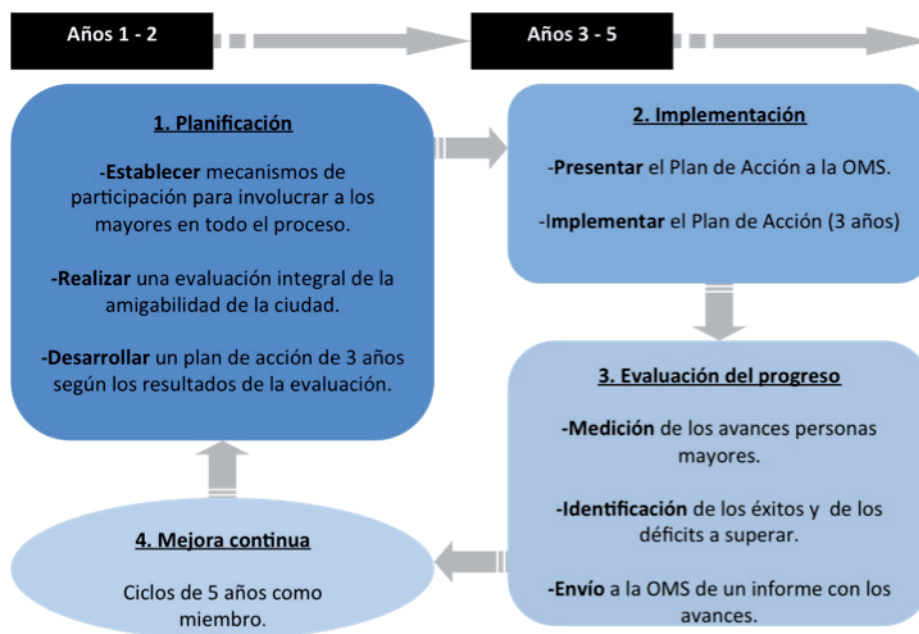 Años 1 - 2
Años 3 - 5
1. Planificación
-Establecer mecanismos de
participación para involucrar a los
mayores en todo el proceso.
-Realizar una evaluación integral de la
amigabilidad de la ciudad.
-Desarrollar un plan de acción de 3 años
según los resultados de la evaluación.
2. Implementación
-Presentar el Plan de Acción a la OMS.
-Implementar el Plan de Acción (3 años)
3. Evaluación del progreso
-Medición de los avances personas
mayores.
-Identificación de los éxitos y de los
déficits a superar.
-Envío a la OMS de un informe con los
avances.
4. Mejora continua
Ciclos de 5 años como
miembro.